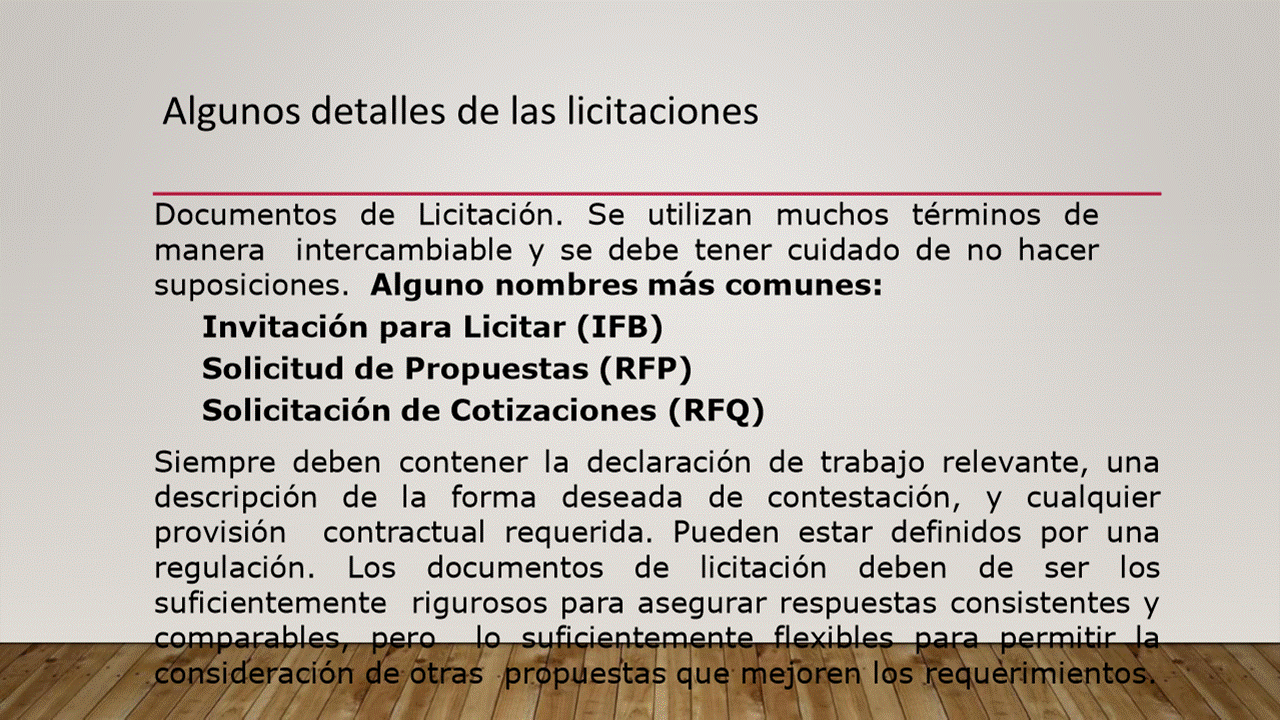 Algunos detalles de las licitaciones
Documentos de Licitación. Se utilizan muchos términos de
manera intercambiable y se debe tener cuidado de no hacer
suposiciones. Alguno nombres más comunes:
Invitación para Licitar (IFB)
Solicitud de Propuestas (RFP)
Solicitación de Cotizaciones (RFQ)
Siempre deben contener la declaración de trabajo relevante, una
descripción de la forma deseada de contestación, y cualquier
provisión contractual requerida. Pueden estar definidos por una
regulación. Los documentos de licitación deben de ser los
suficientemente rigurosos para asegurar respuestas consistentes y
comparables, pero lo suficientemente flexibles para permitir la
consideración de otras propuestas que mejoren los requerimientos.